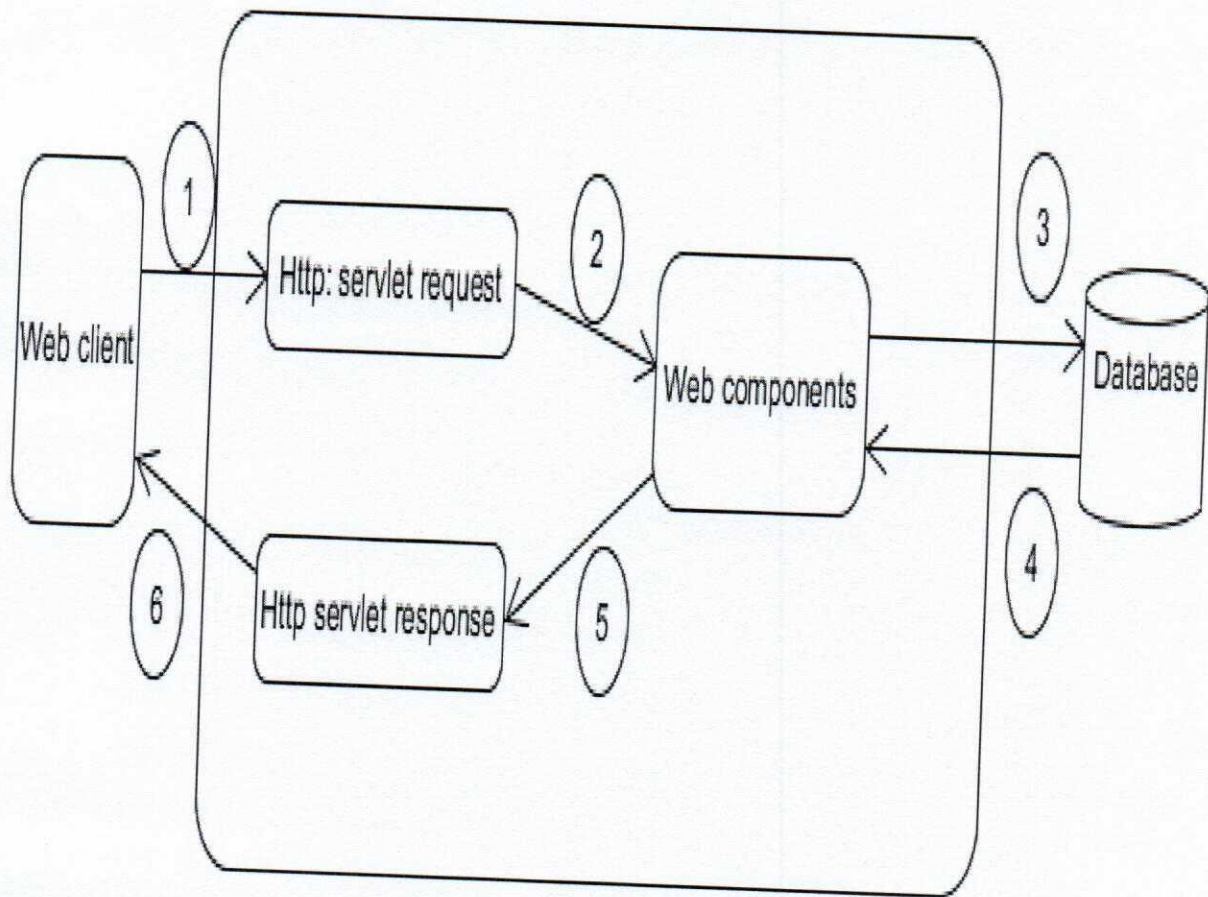 1
Http: servlet request
2
3
Web client
Web components
Database
4
5
6
Http servlet response